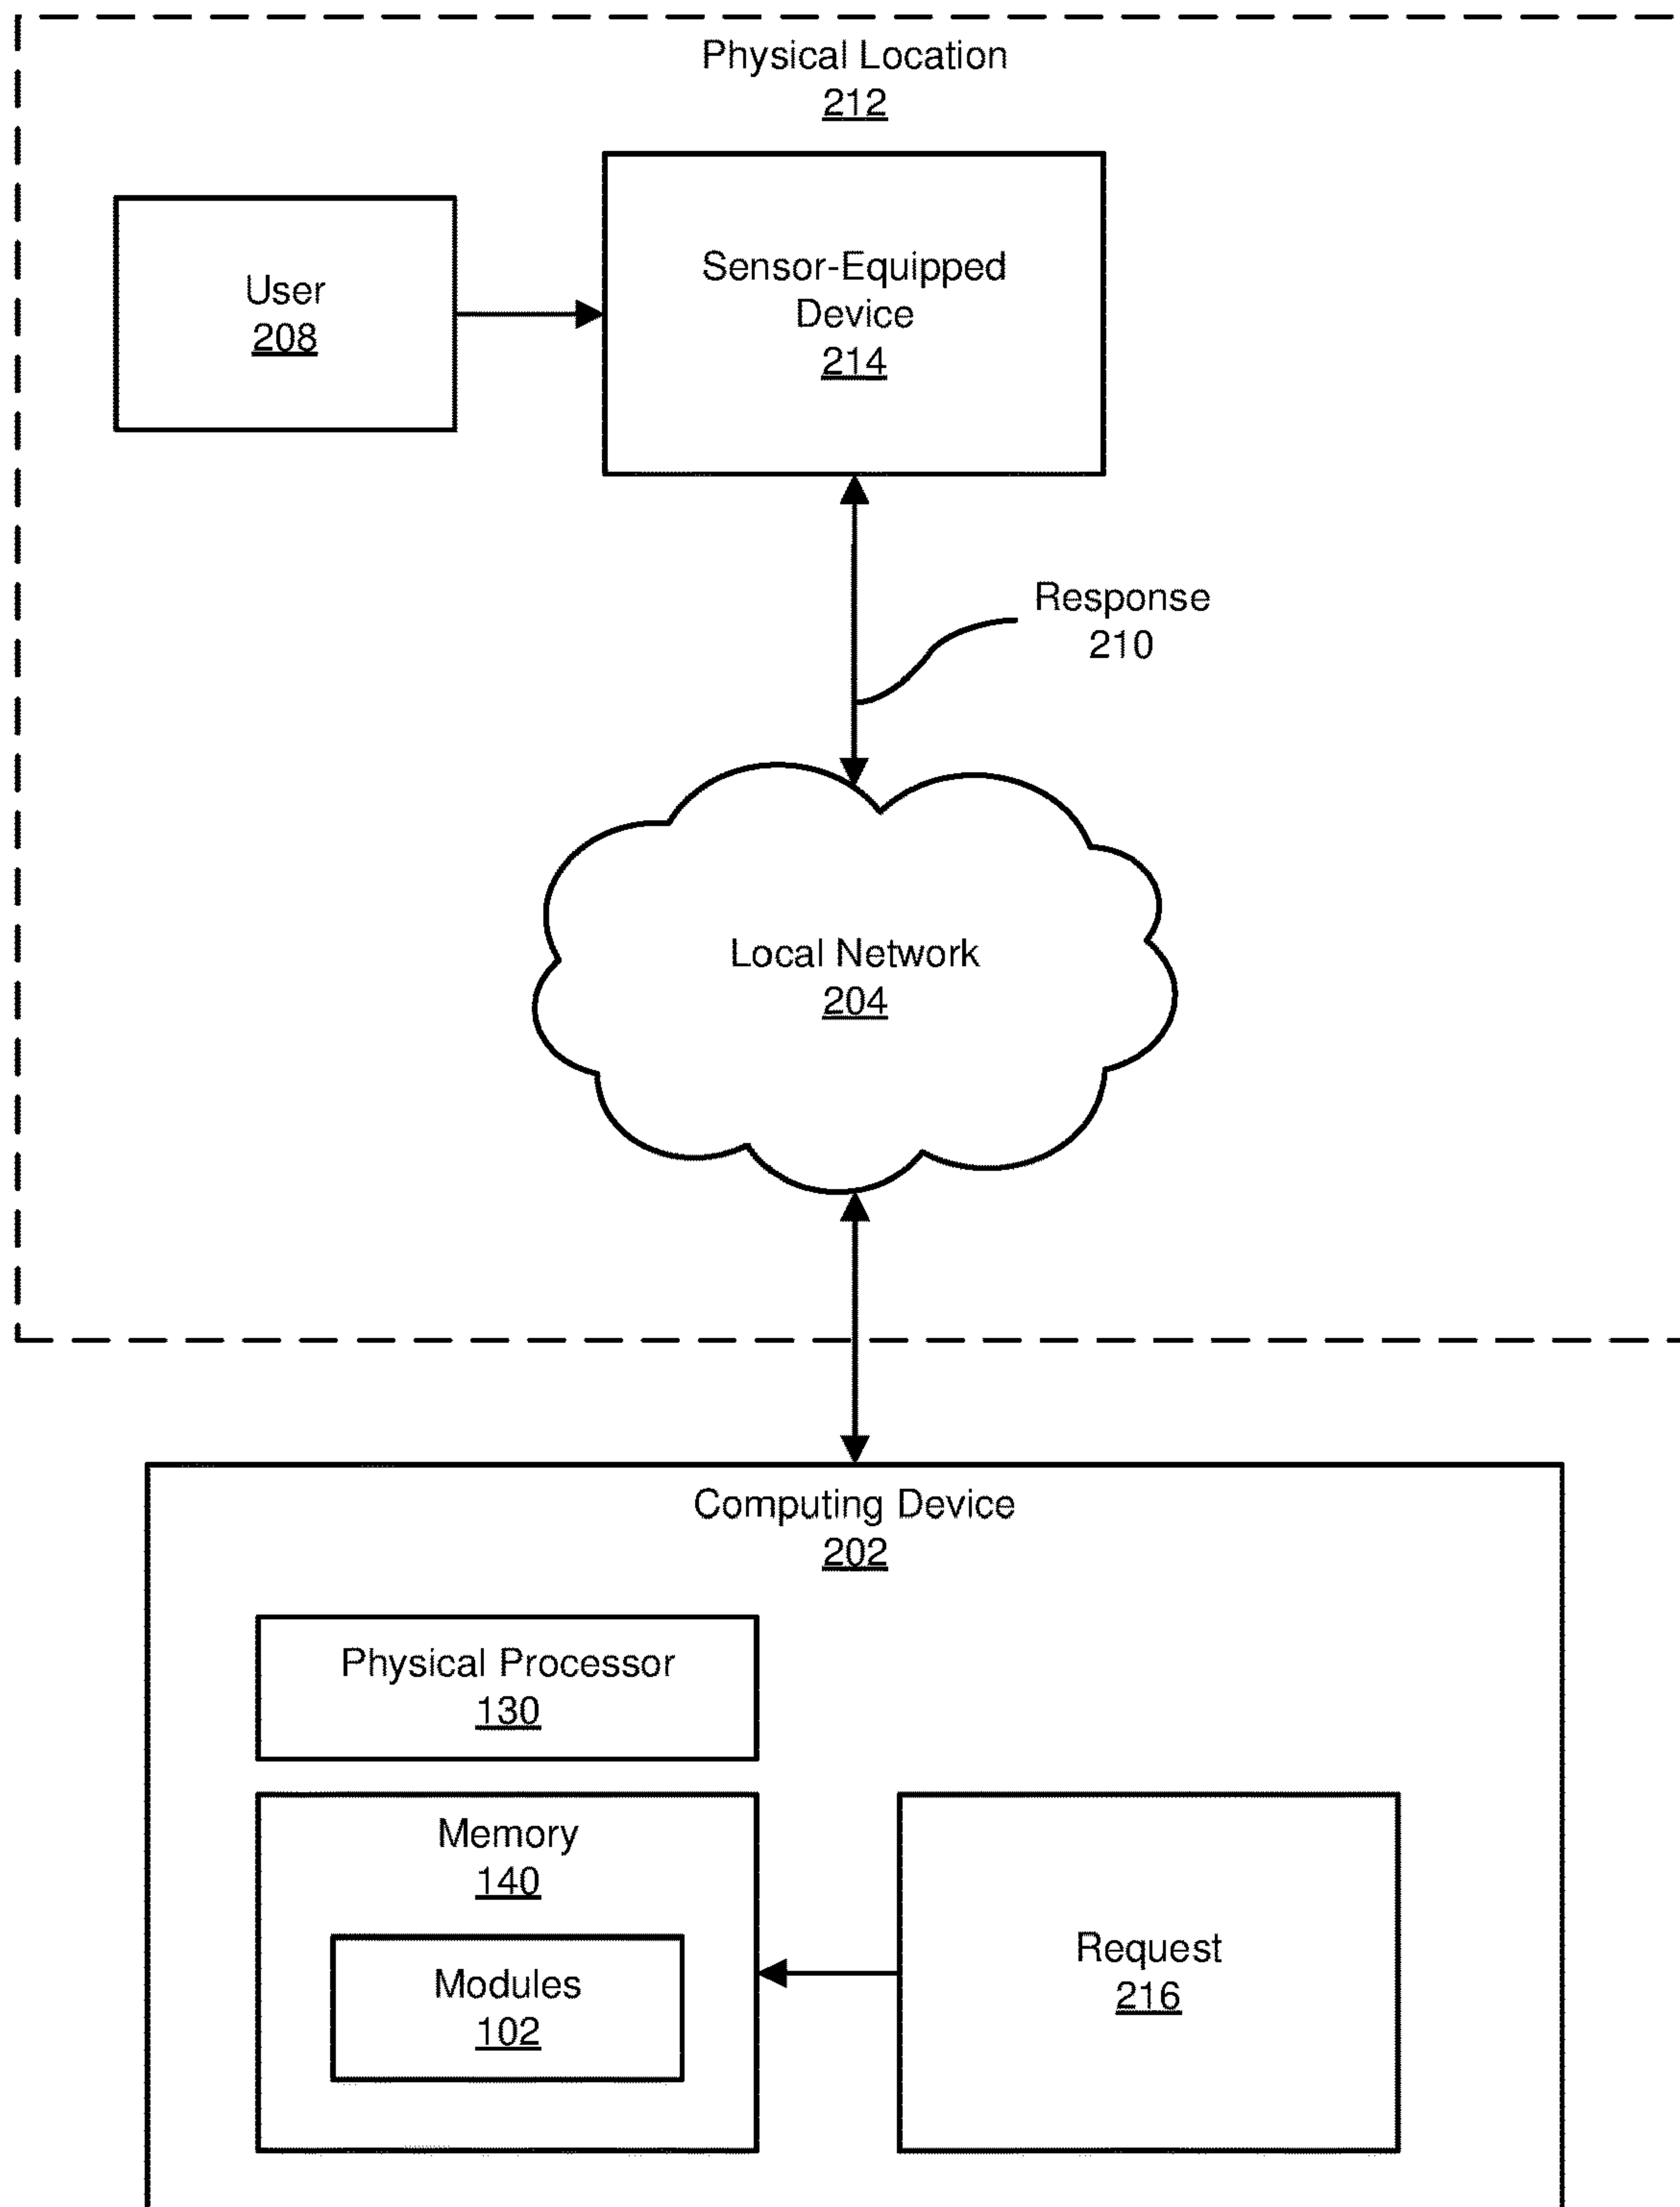 Physical Location
212
User
208
Sensor-Equipped
Device
214
Response
210
Local Network
204
Computing Device
202
Physical Processor
130
Memory
140
Modules
102
Request
216